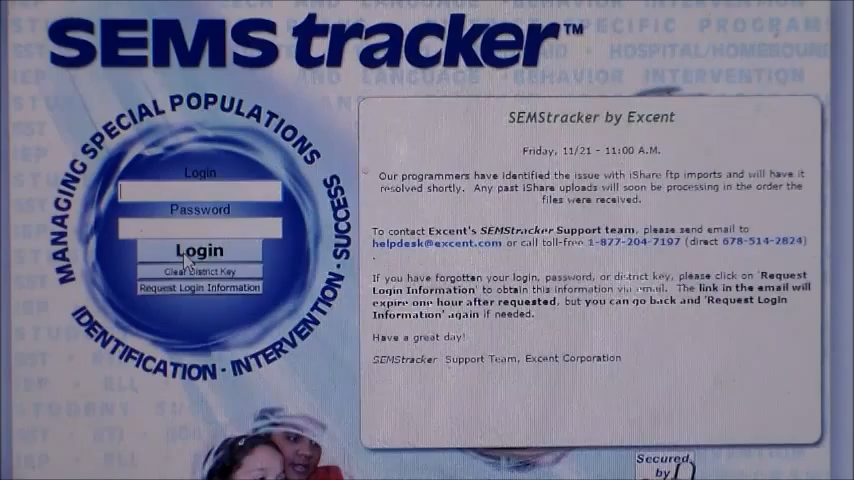 SEMStracker™
MANAGING SPECIAL POPULATIONS
IDENTIFICATION · INTERVENTION · SUCCESS
Login
Password
Login
Clear District Key
Request Login Information
SEMStracker by Excent
Friday, 11/21 - 11:00 A.M.
Our programmers have identified the issue with iShare ftp imports and will have it
resolved shortly. Any past iShare uploads will soon be processing in the order the
files were received.
To contact Excent's SEMStracker Support team, please send email to
helpdesk@excent.com or call toll-free 1-877-204-7197 (direct 678-514-2824)
.
If you have forgotten your login, password, or district key, please click on 'Request
Login Information' to obtain this information via email. The link in the email will
expire one hour after requested, but you can go back and 'Request Login
Information' again if needed.
Have a great day!
SEMStracker Support Team, Excent Corporation
Secured
by